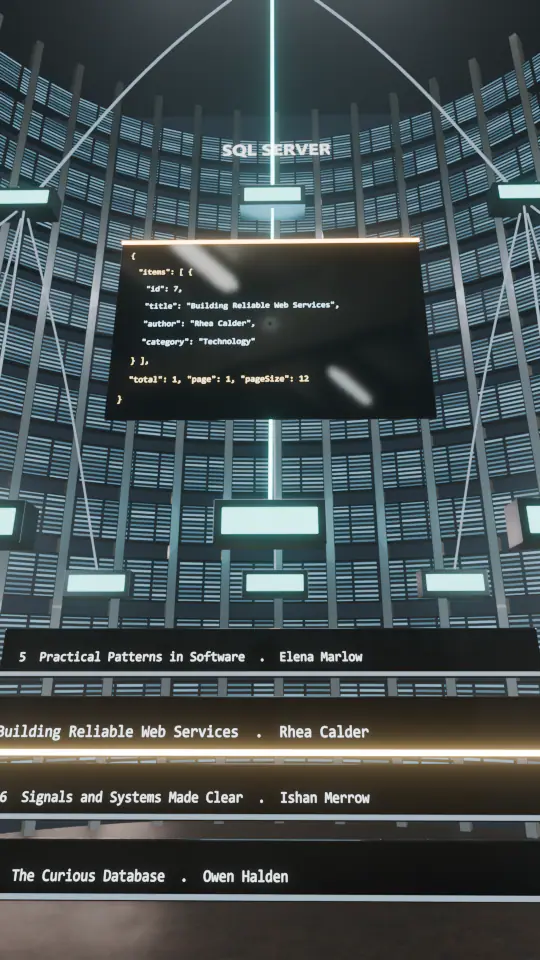 SQL SERVER
{
"items": [ {
"id": 7,
"title": "Building Reliable Web Services",
"author": "Rhea Calder",
"category": "Technology"
} ],
"total": 1, "page": 1, "pageSize": 12
}
5 Practical Patterns in Software . Elena Marlow
Building Reliable Web Services . Rhea Calder
6 Signals and Systems Made Clear . Ishan Merrow
The Curious Database . Owen Halden